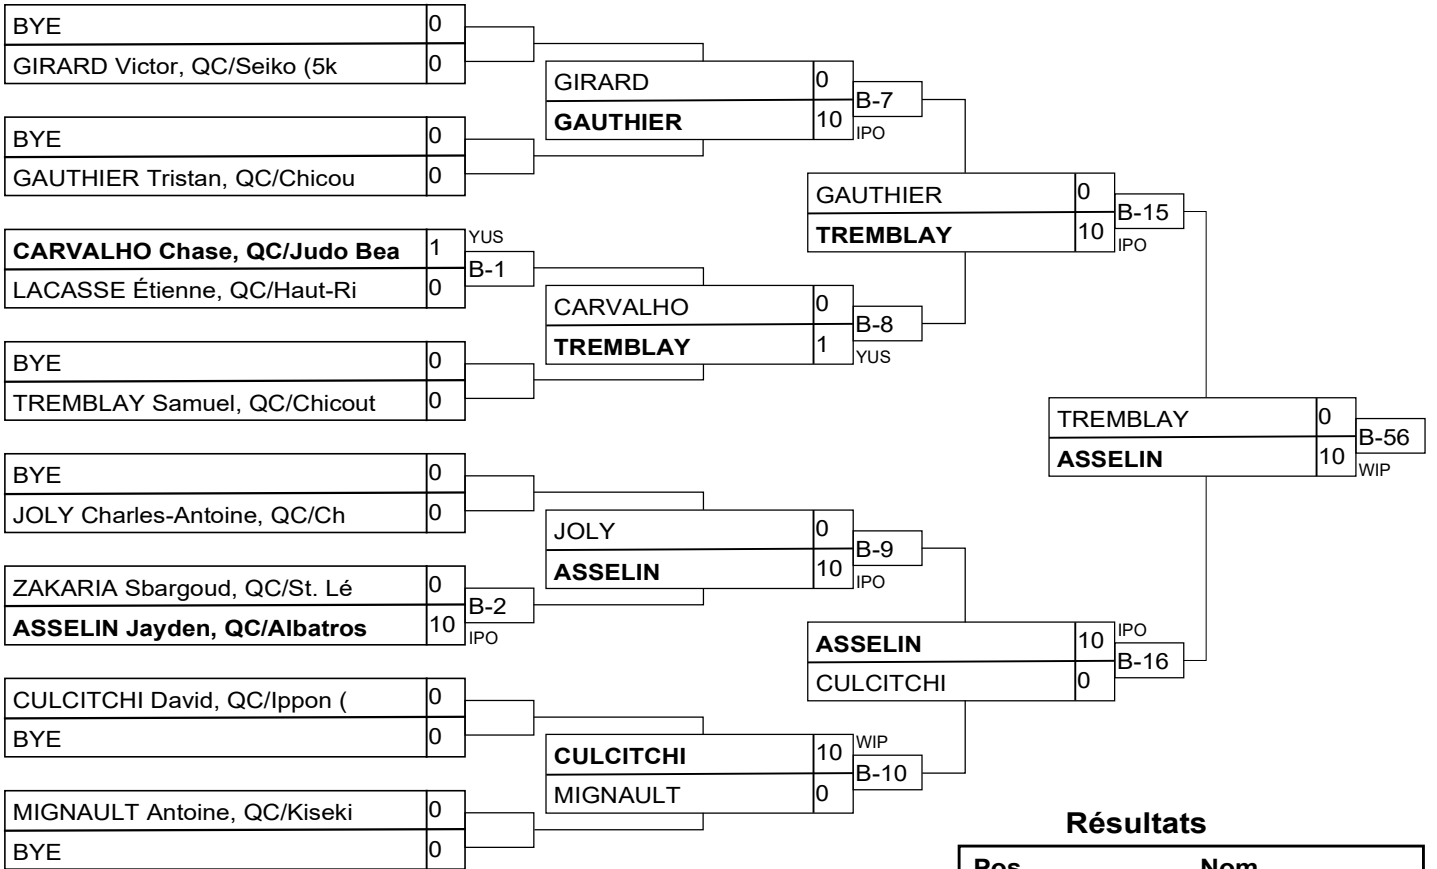 BYE 0
GIRARD Victor, QC/Seiko (5k 0
GIRARD 0
B-7
GAUTHIER 10
IPO
BYE 0
GAUTHIER Tristan, QC/Chicou 0
GAUTHIER 0
B-15
TREMBLAY 10
IPO
CARVALHO Chase, QC/Judo Bea 1
YUS
B-1
LACASSE Étienne, QC/Haut-Ri 0
CARVALHO 0
B-8
TREMBLAY 1
YUS
BYE 0
TREMBLAY Samuel, QC/Chicout 0
TREMBLAY 0
B-56
ASSELIN 10
WIP
BYE 0
JOLY Charles-Antoine, QC/Ch 0
JOLY 0
B-9
ASSELIN 10
IPO
ZAKARIA Sbargoud, QC/St. Lé 0
B-2
ASSELIN Jayden, QC/Albatros 10
IPO
ASSELIN 10
IPO
B-16
CULCITCHI 0
CULCITCHI David, QC/Ippon ( 0
BYE 0
CULCITCHI 10
WIP
B-10
MIGNAULT 0
MIGNAULT Antoine, QC/Kiseki 0
BYE 0
Résultats
Pos Nom